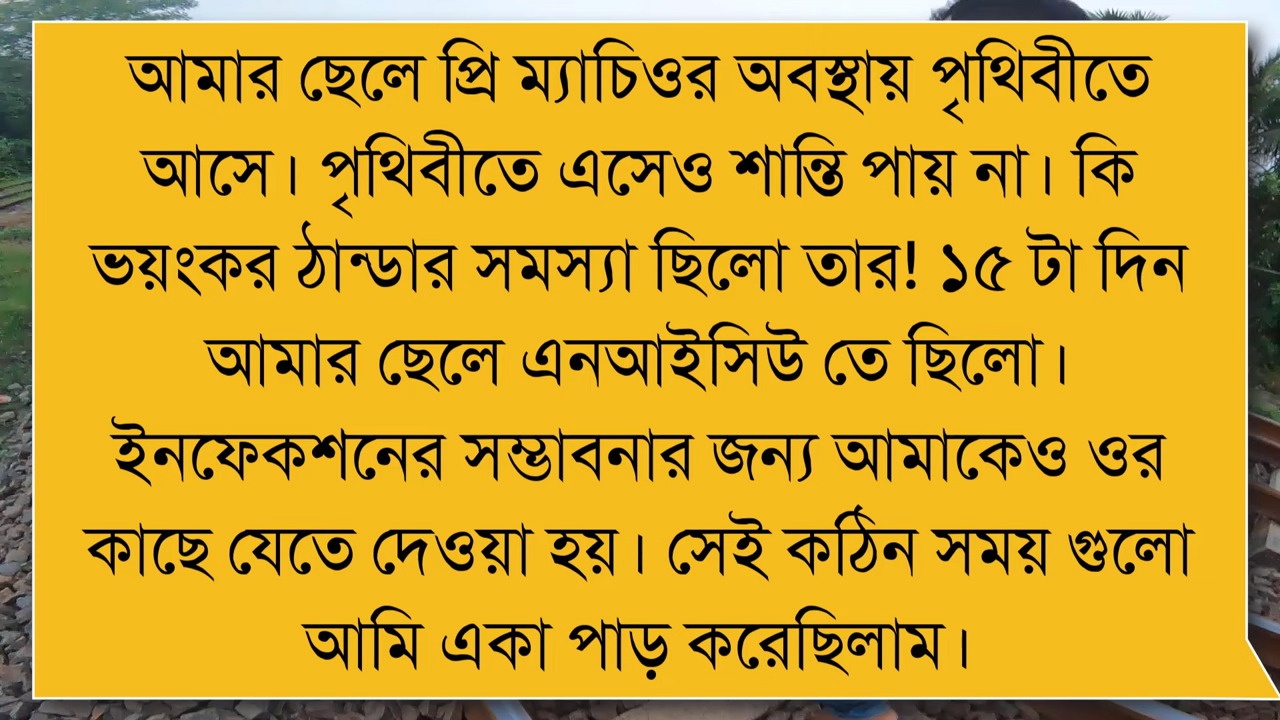 আমার ছেলে প্রি ম্যাচিওর অবস্থায় পৃথিবীতে
আসে। পৃথিবীতে এসেও শান্তি পায় না। কি
ভয়ংকর ঠান্ডার সমস্যা ছিলো তার! ১৫ টা দিন
আমার ছেলে এনআইসিউ তে ছিলো।
ইনফেকশনের সম্ভাবনার জন্য আমাকেও ওর
কাছে যেতে দেওয়া হয়। সেই কঠিন সময় গুলো
আমি একা পাড় করেছিলাম।